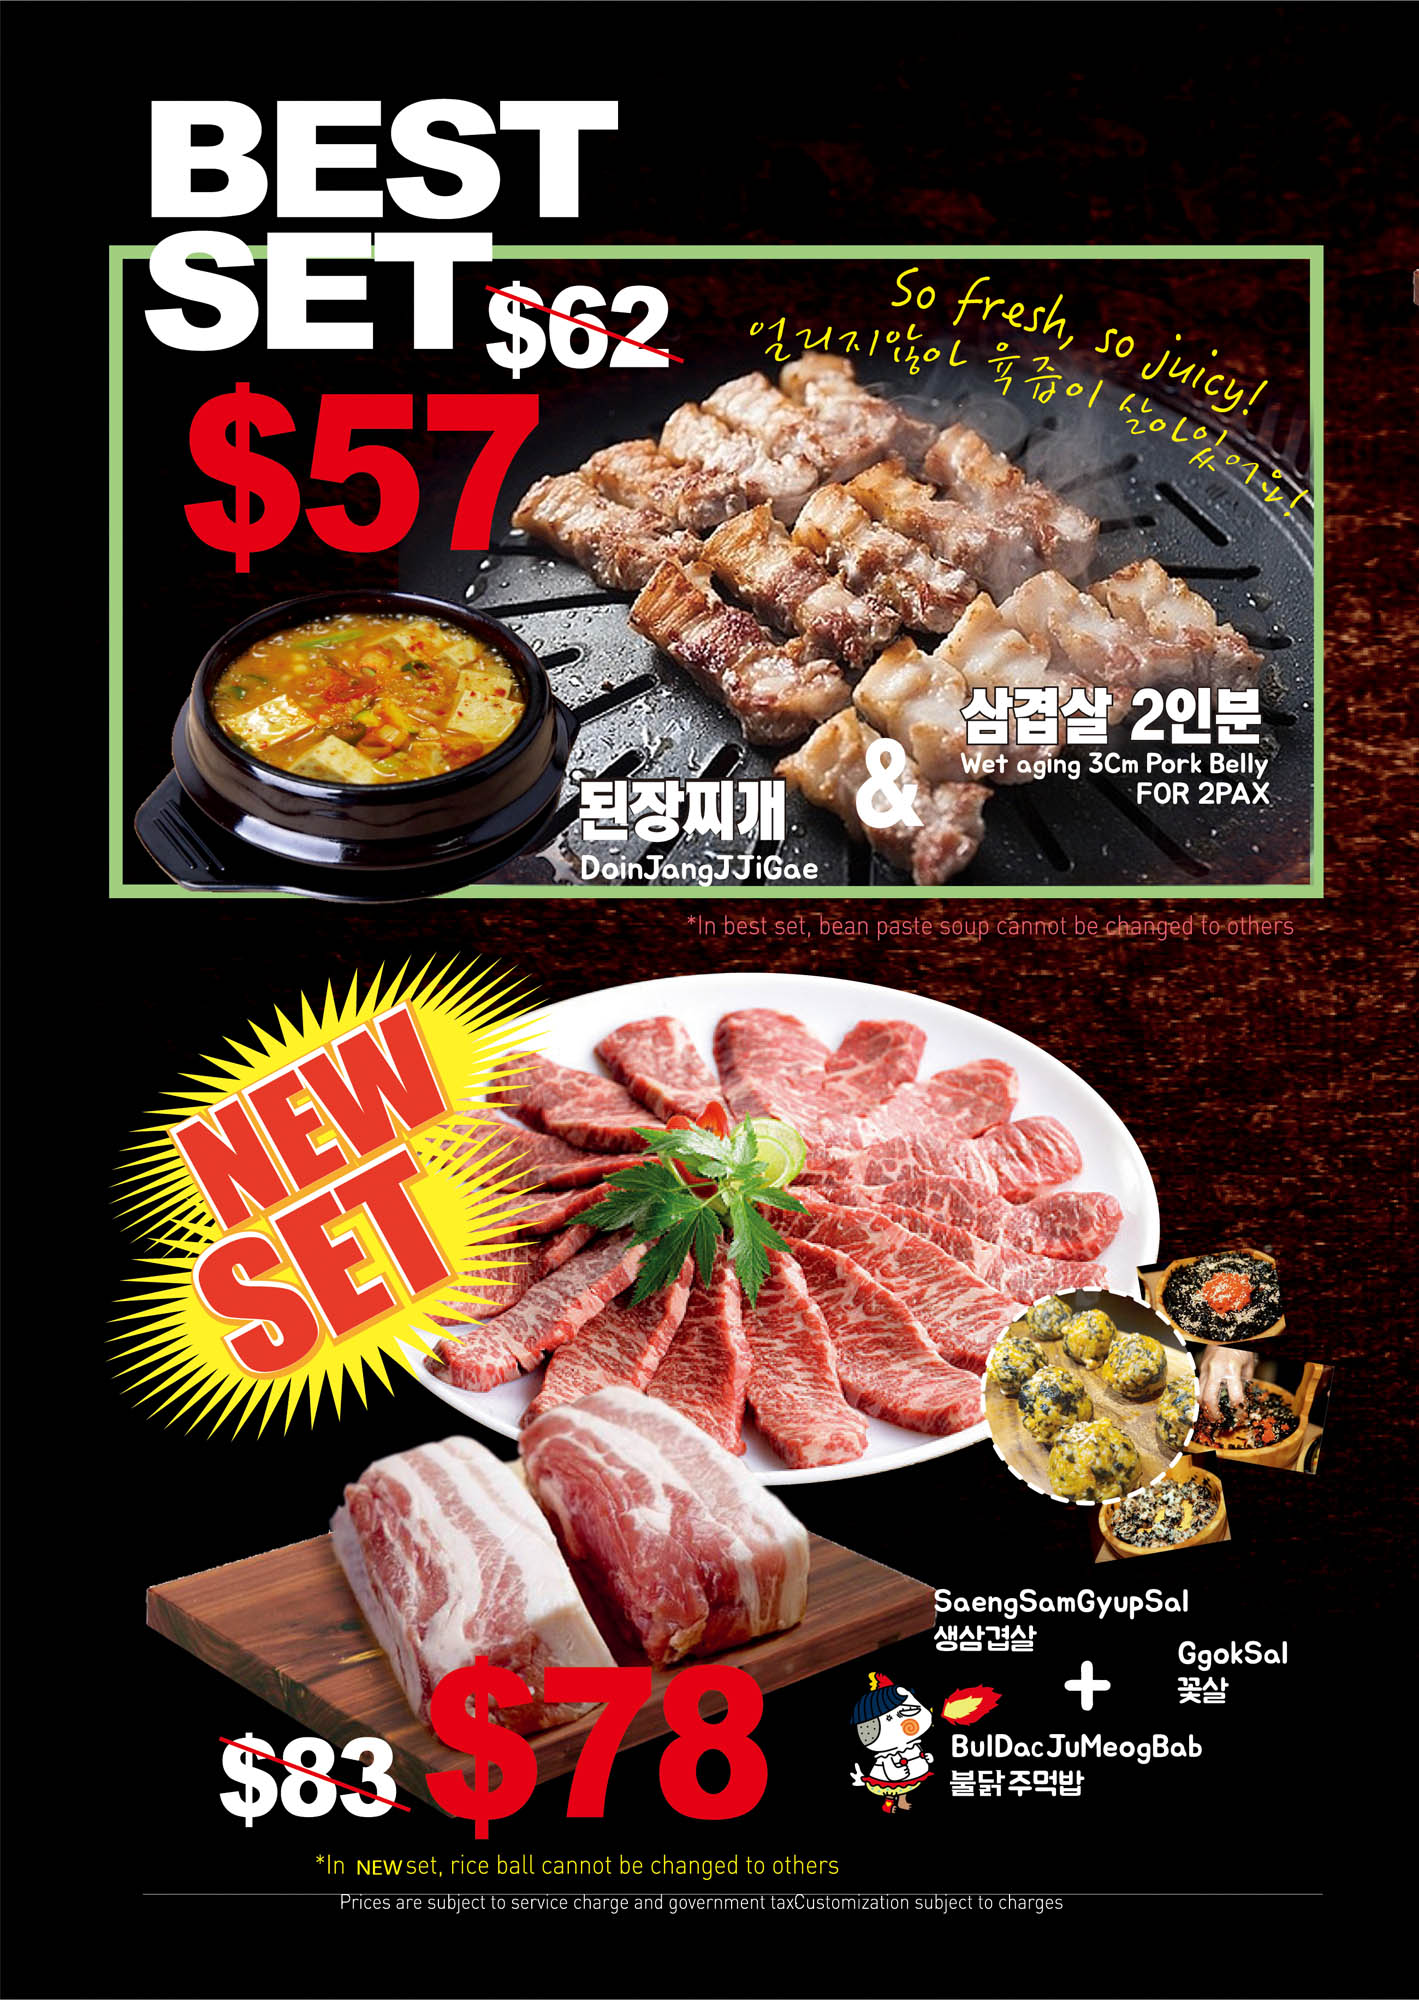 BEST
SET
$62
$57
So fresh, so juicy!
얼리지않아 육즙이 살아있어요!
삼겹살 2인분
Wet aging 3Cm Pork Belly
FOR 2PAX
&
된장찌개
DoinJangJJiGae
*In best set, bean paste soup cannot be changed to others
NEW
SET
SaengSamGyupSal
생삼겹살
+
GgokSal
꽃살
BulDacJuMeogBab
불닭주먹밥
$83
$78
*In NEW set, rice ball cannot be changed to others
Prices are subject to service charge and government taxCustomization subject to charges